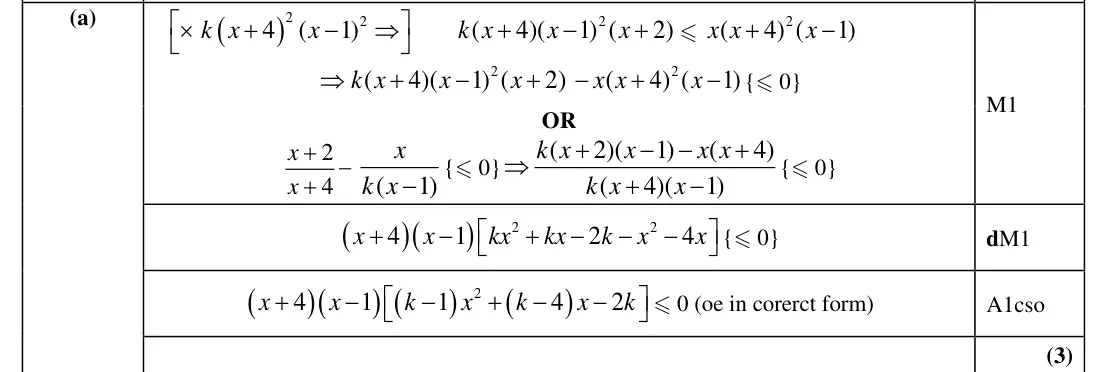 (a)
[× k(x+4)²(x−1)² ⇒] k(x+4)(x−1)²(x+2) ⩽ x(x+4)²(x−1)
⇒ k(x+4)(x−1)²(x+2) − x(x+4)²(x−1) {⩽ 0}
M1
OR
x+2/x+4 − x/k(x−1) {⩽ 0} ⇒ k(x+2)(x−1)−x(x+4)/k(x+4)(x−1) {⩽ 0}
(x+4)(x−1)[kx²+kx−2k−x²−4x] {⩽ 0} dM1
(x+4)(x−1)[(k−1)x²+(k−4)x−2k] ⩽ 0 (oe in corerct form) A1cso
(3)